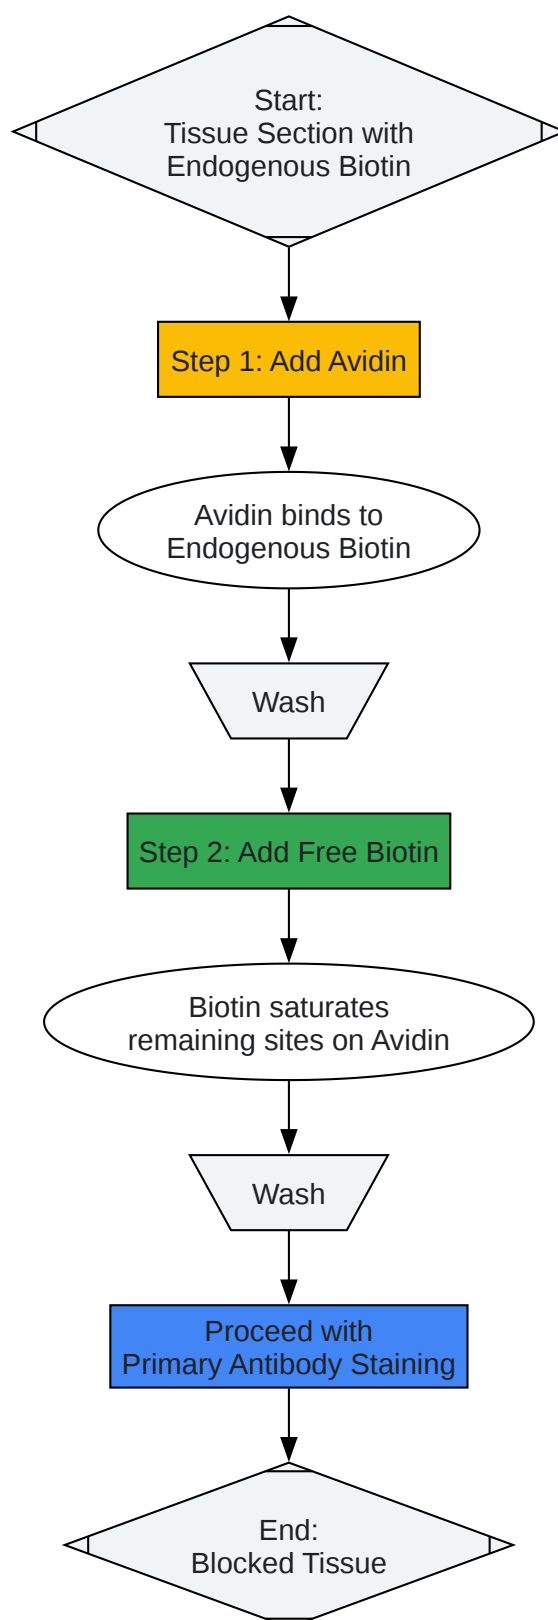 Start:
Tissue Section with
Endogenous Biotin
Step 1: Add Avidin
Avidin binds to
Endogenous Biotin
Wash
Step 2: Add Free Biotin
Biotin saturates
remaining sites on Avidin
Wash
Proceed with
Primary Antibody Staining
End:
Blocked Tissue